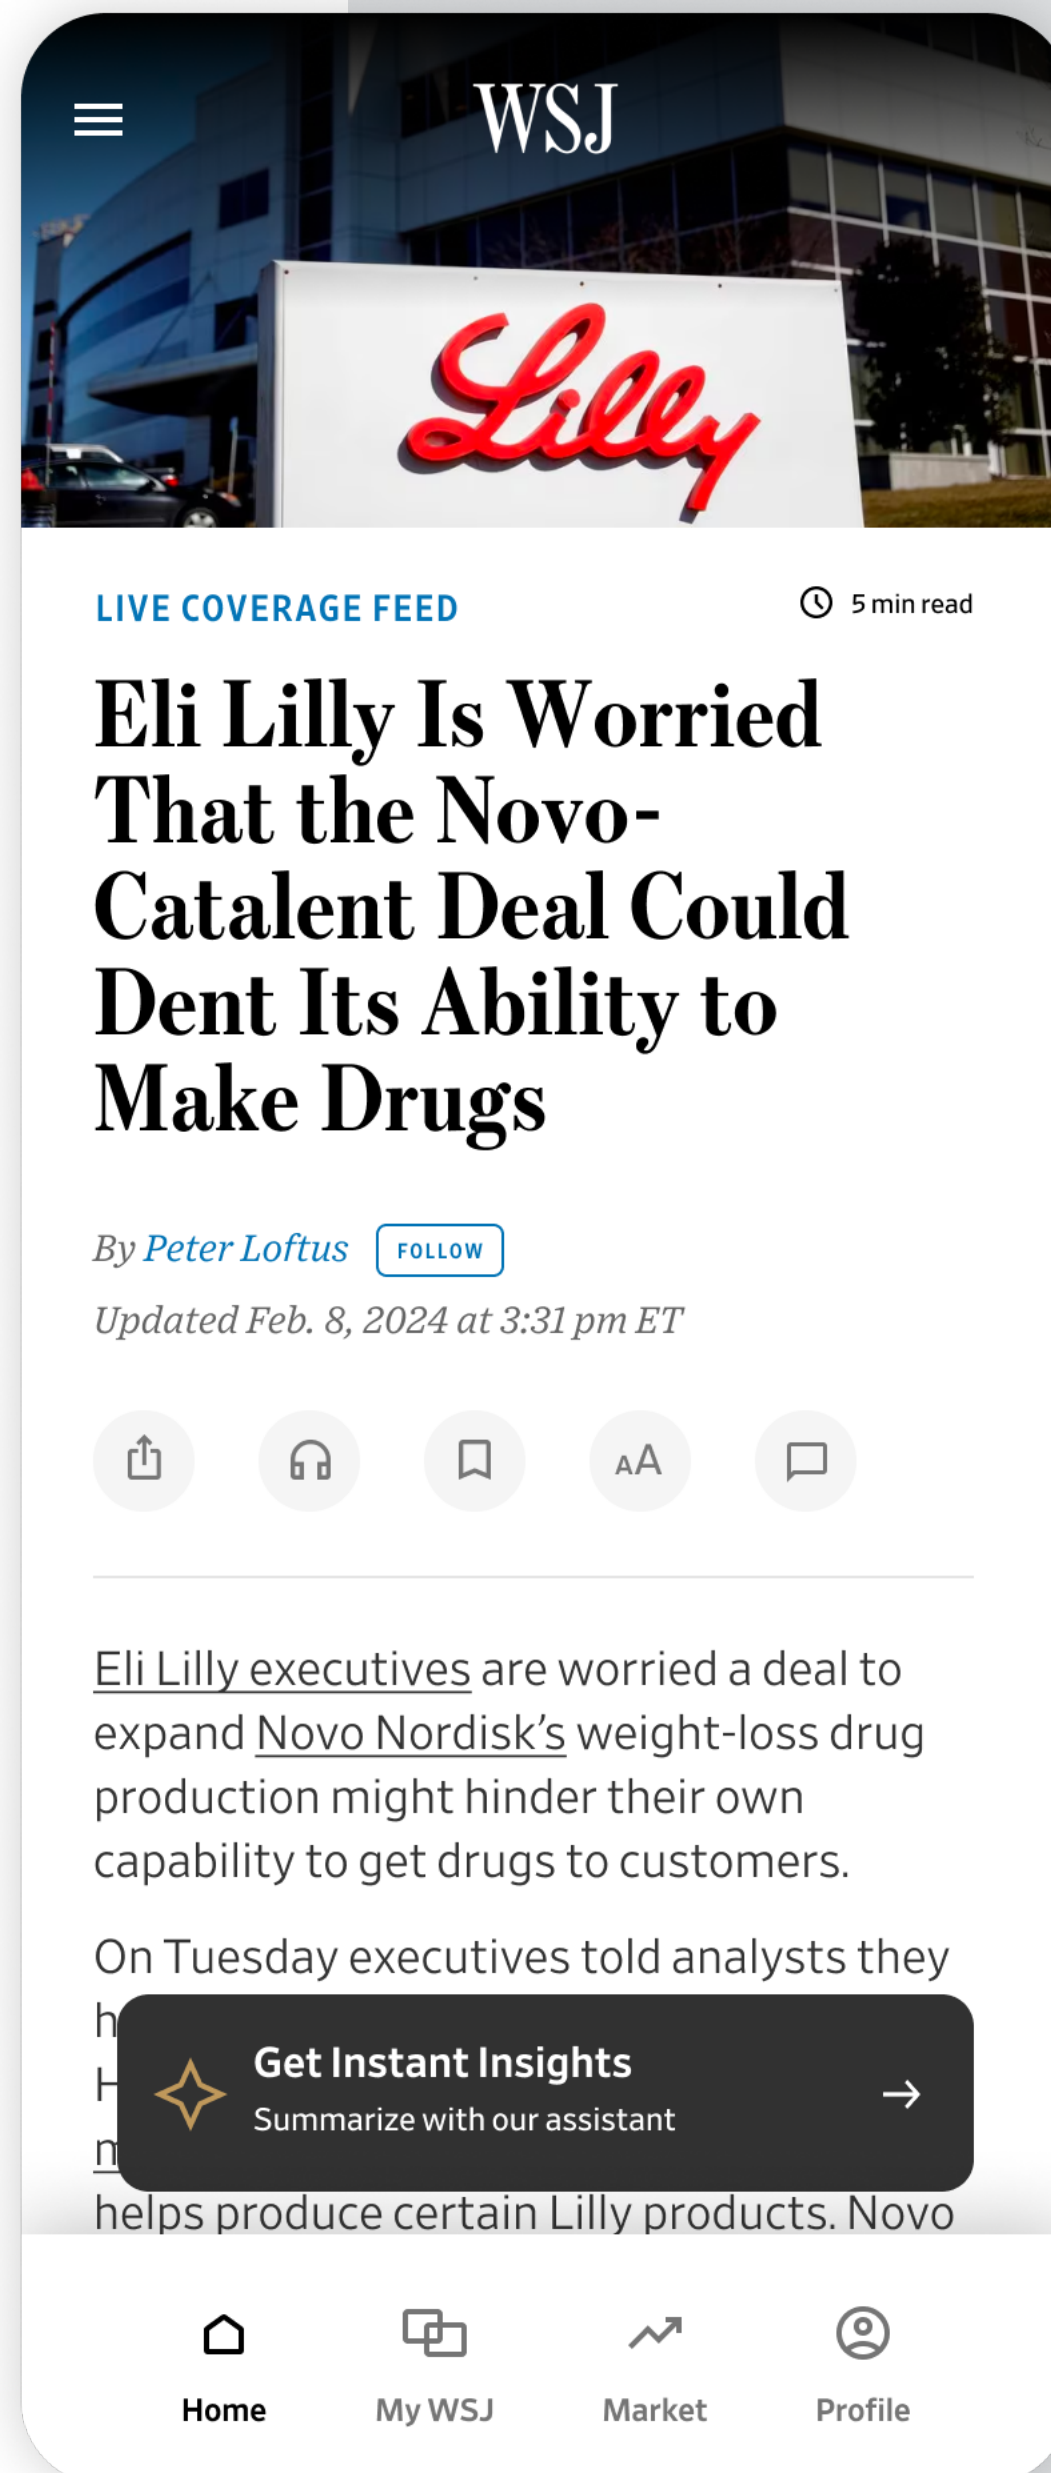 WSJ
Lilly
LIVE COVERAGE FEED
5 min read
Eli Lilly Is Worried
That the Novo-
Catalent Deal Could
Dent Its Ability to
Make Drugs
By Peter Loftus
FOLLOW
Updated Feb. 8, 2024 at 3:31 pm ET
AA
Eli Lilly executives are worried a deal to
expand Novo Nordisk’s weight-loss drug
production might hinder their own
capability to get drugs to customers.
On Tuesday executives told analysts they
Get Instant Insights
Summarize with our assistant
helps produce certain Lilly products. Novo
Home
My WSJ
Market
Profile